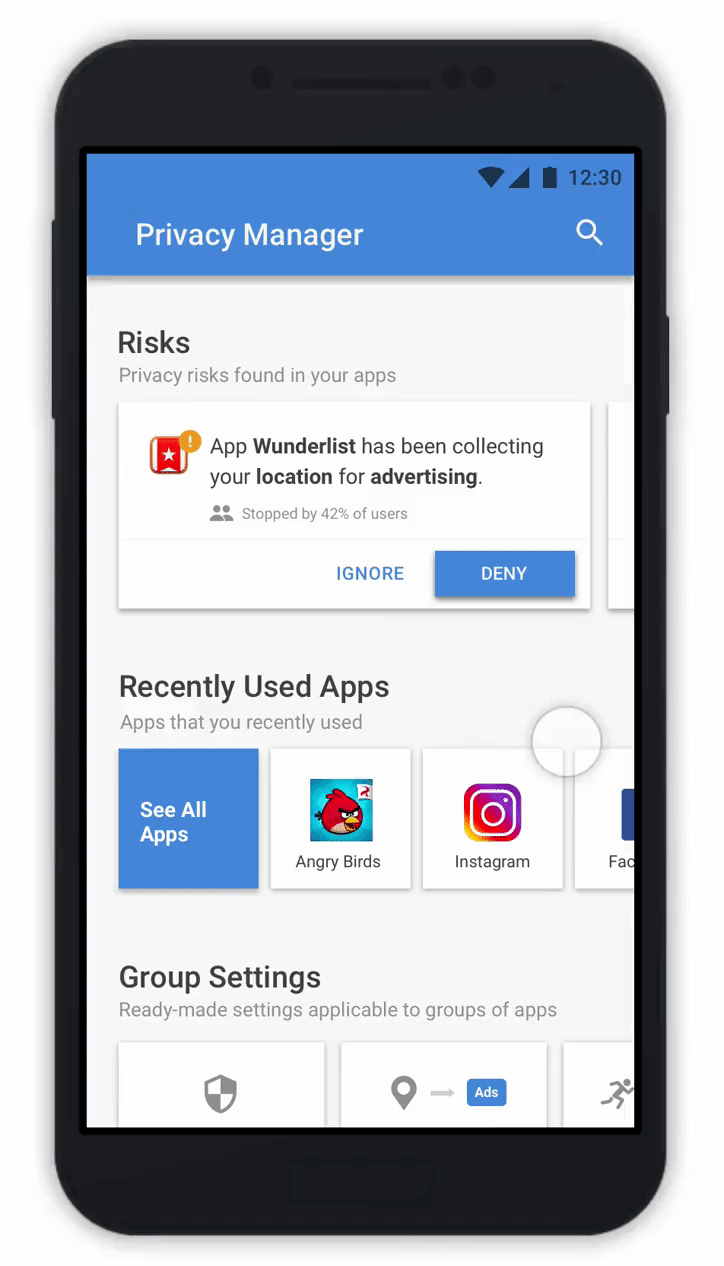 12:30
Privacy Manager
Risks
Privacy risks found in your apps
App Wunderlist has been collecting
your location for advertising.
Stopped by 42% of users
IGNORE
DENY
Recently Used Apps
Apps that you recently used
See All
Apps
Angry Birds
Instagram
Fac
Group Settings
Ready-made settings applicable to groups of apps
Ads